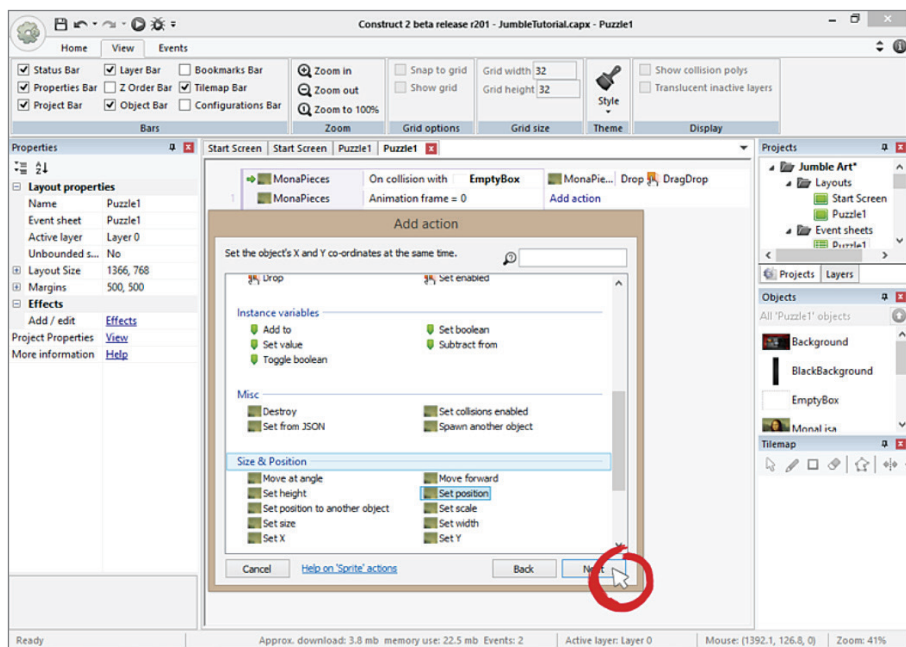 Construct 2 beta release r201 - JumbleTutorial.capx - Puzzle1
Home View Events
Status Bar Layer Bar Bookmarks Bar
Properties Bar Z Order Bar Tilemap Bar
Project Bar Object Bar Configurations Bar
Bars
Zoom in
Zoom out
Zoom to 100%
Zoom
Snap to grid
Show grid
Grid options
Grid width 32
Grid height 32
Grid size
Style
Theme
Show collision polys
Translucent inactive layers
Display
Properties
Layout properties
Name Puzzle1
Event sheet Puzzle1
Active layer Layer 0
Unbounded s... No
Layout Size 1366, 768
Margins 500, 500
Effects
Add / edit Effects
Project Properties View
More information Help
Start Screen Start Screen Puzzle1 Puzzle1
MonaPieces On collision with EmptyBox MonaPie... Drop DragDrop
1 MonaPieces Animation frame = 0 Add action
Add action
Set the object's X and Y co-ordinates at the same time.
Drop Set enabled
Instance variables
Add to Set boolean
Set value Subtract from
Toggle boolean
Misc
Destroy Set collisions enabled
Set from JSON Spawn another object
Size & Position
Move at angle Move forward
Set height Set position
Set position to another object Set scale
Set size Set width
Set X Set Y
Cancel Help on 'Sprite' actions Back Next
Projects
Jumble Art*
Layouts
Start Screen
Puzzle1
Event sheets
Puzzle1
Projects Layers
Objects
All 'Puzzle1' objects
Background
BlackBackground
EmptyBox
MonaLisa
Tilemap
Ready Approx. download: 3.8 mb memory use: 22.5 mb Events: 2 Active layer: Layer 0 Mouse: (1392.1, 126.8, 0) Zoom: 41%